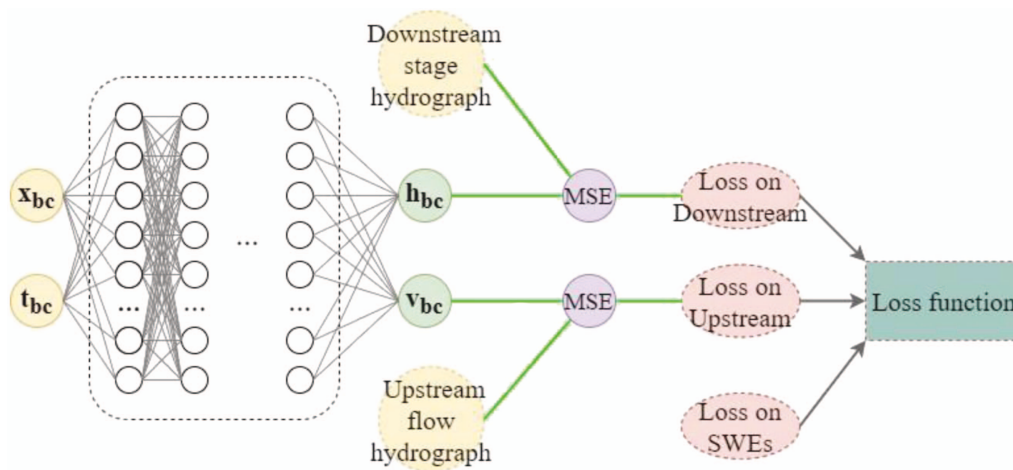 Downstream
stage
hydrograph
x_bc
h_bc
MSE
Loss on
Downstream
...
t_bc
... ... ...
v_bc
MSE
Loss on
Upstream
Loss function
Upstream
flow
hydrograph
Loss on
SWEs